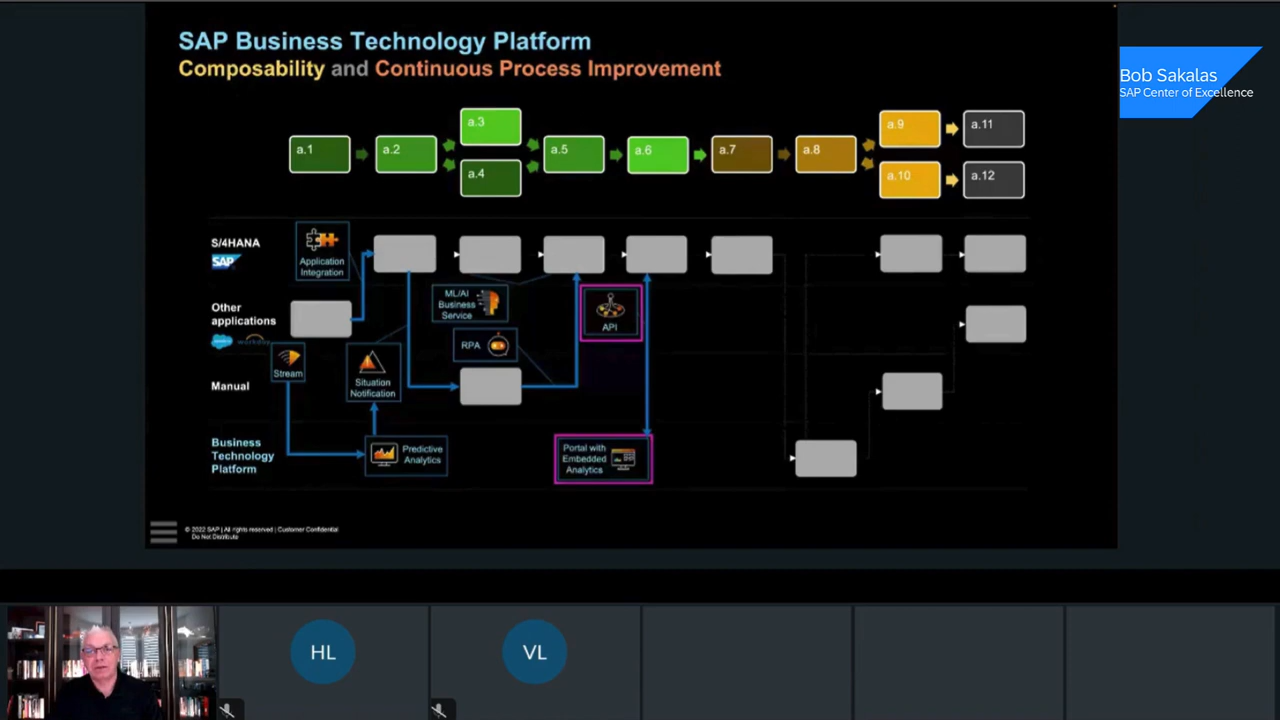 SAP Business Technology Platform
Composability and Continuous Process Improvement
Bob Sakalas
SAP Center of Excellence
a.1
a.2
a.3
a.4
a.5
a.6
a.7
a.8
a.9
a.10
a.11
a.12
S/4HANA
SAP
Application
Integration
Other
applications
workday
ML/AI
Business
Service
API
RPA
Stream
Situation
Notification
Manual
Business
Technology
Platform
Predictive
Analytics
Portal with
Embedded
Analytics
© 2022 SAP | All rights reserved | Customer Confidential
Do Not Distribute
HL
VL